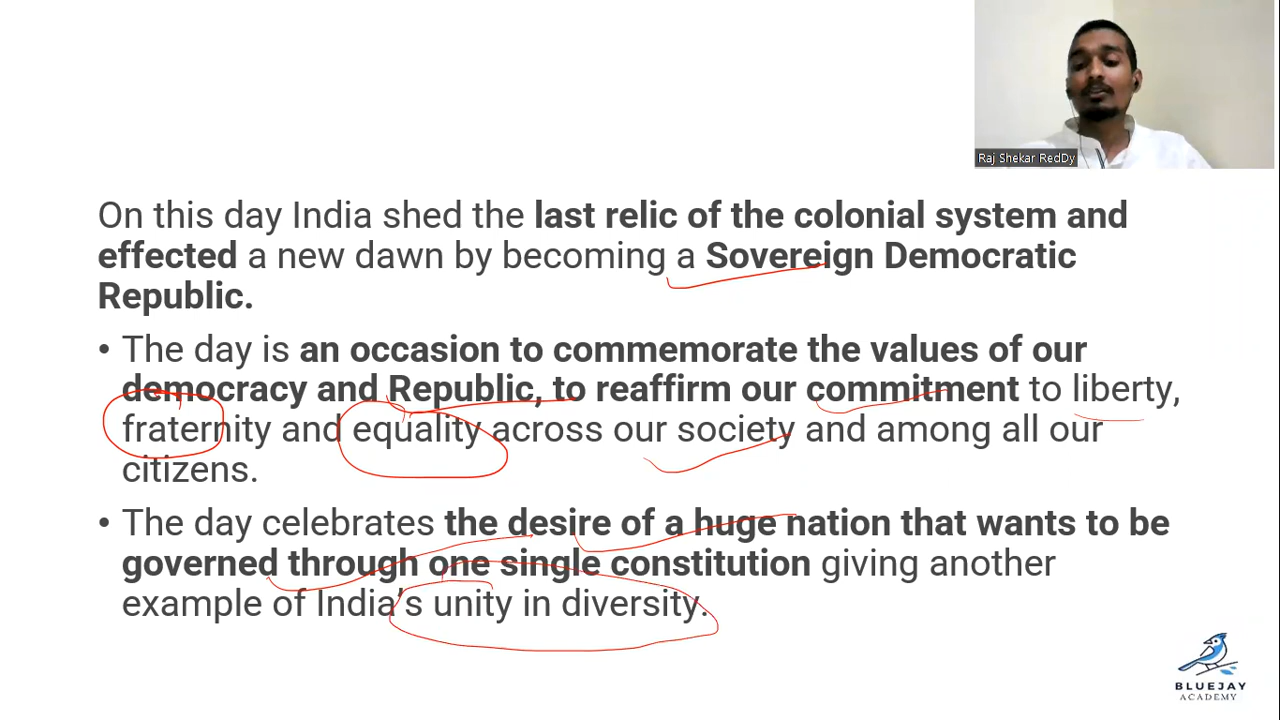 Raj Shekar RedDy
On this day India shed the last relic of the colonial system and
effected a new dawn by becoming a Sovereign Democratic
Republic.
• The day is an occasion to commemorate the values of our
democracy and Republic, to reaffirm our commitment to liberty,
fraternity and equality across our society and among all our
citizens.
• The day celebrates the desire of a huge nation that wants to be
governed through one single constitution giving another
example of India's unity in diversity.
BLUEJAY
ACADEMY